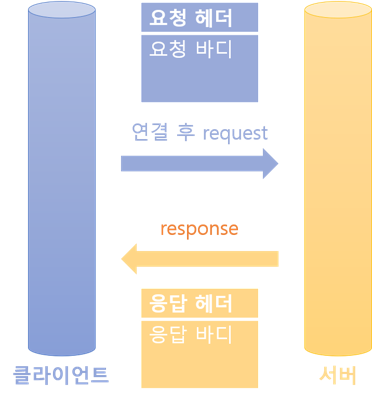 요청 헤더
요청 바디
연결 후 request
response
응답 헤더
응답 바디
클라이언트
서버